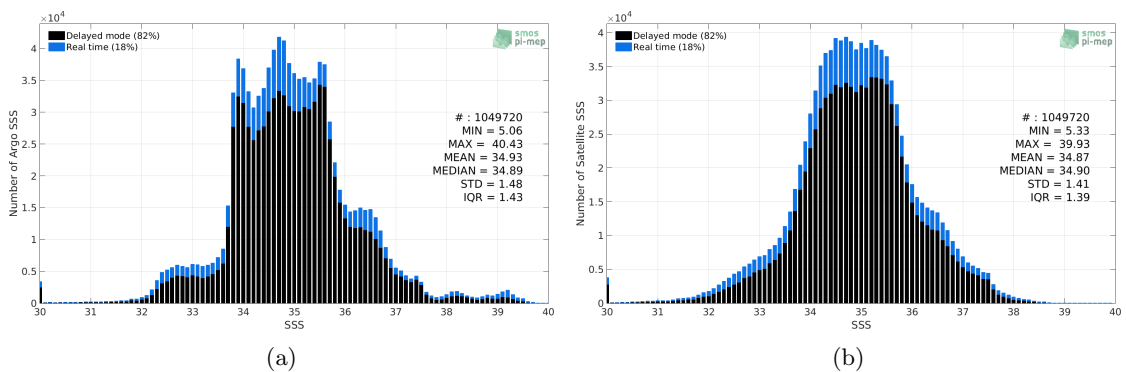 ×10⁴
Delayed mode (82%)
Real time (18%)
smos
pi-mep
Number of Argo SSS
4
3.5
3
2.5
2
1.5
1
0.5
0
# : 1049720
MIN = 5.06
MAX = 40.43
MEAN = 34.93
MEDIAN = 34.89
STD = 1.48
IQR = 1.43
30 31 32 33 34 35 36 37 38 39 40
SSS
(a)
×10⁴
Delayed mode (82%)
Real time (18%)
smos
pi-mep
Number of Satellite SSS
4
3.5
3
2.5
2
1.5
1
0.5
0
# : 1049720
MIN = 5.33
MAX = 39.93
MEAN = 34.87
MEDIAN = 34.90
STD = 1.41
IQR = 1.39
30 31 32 33 34 35 36 37 38 39 40
SSS
(b)